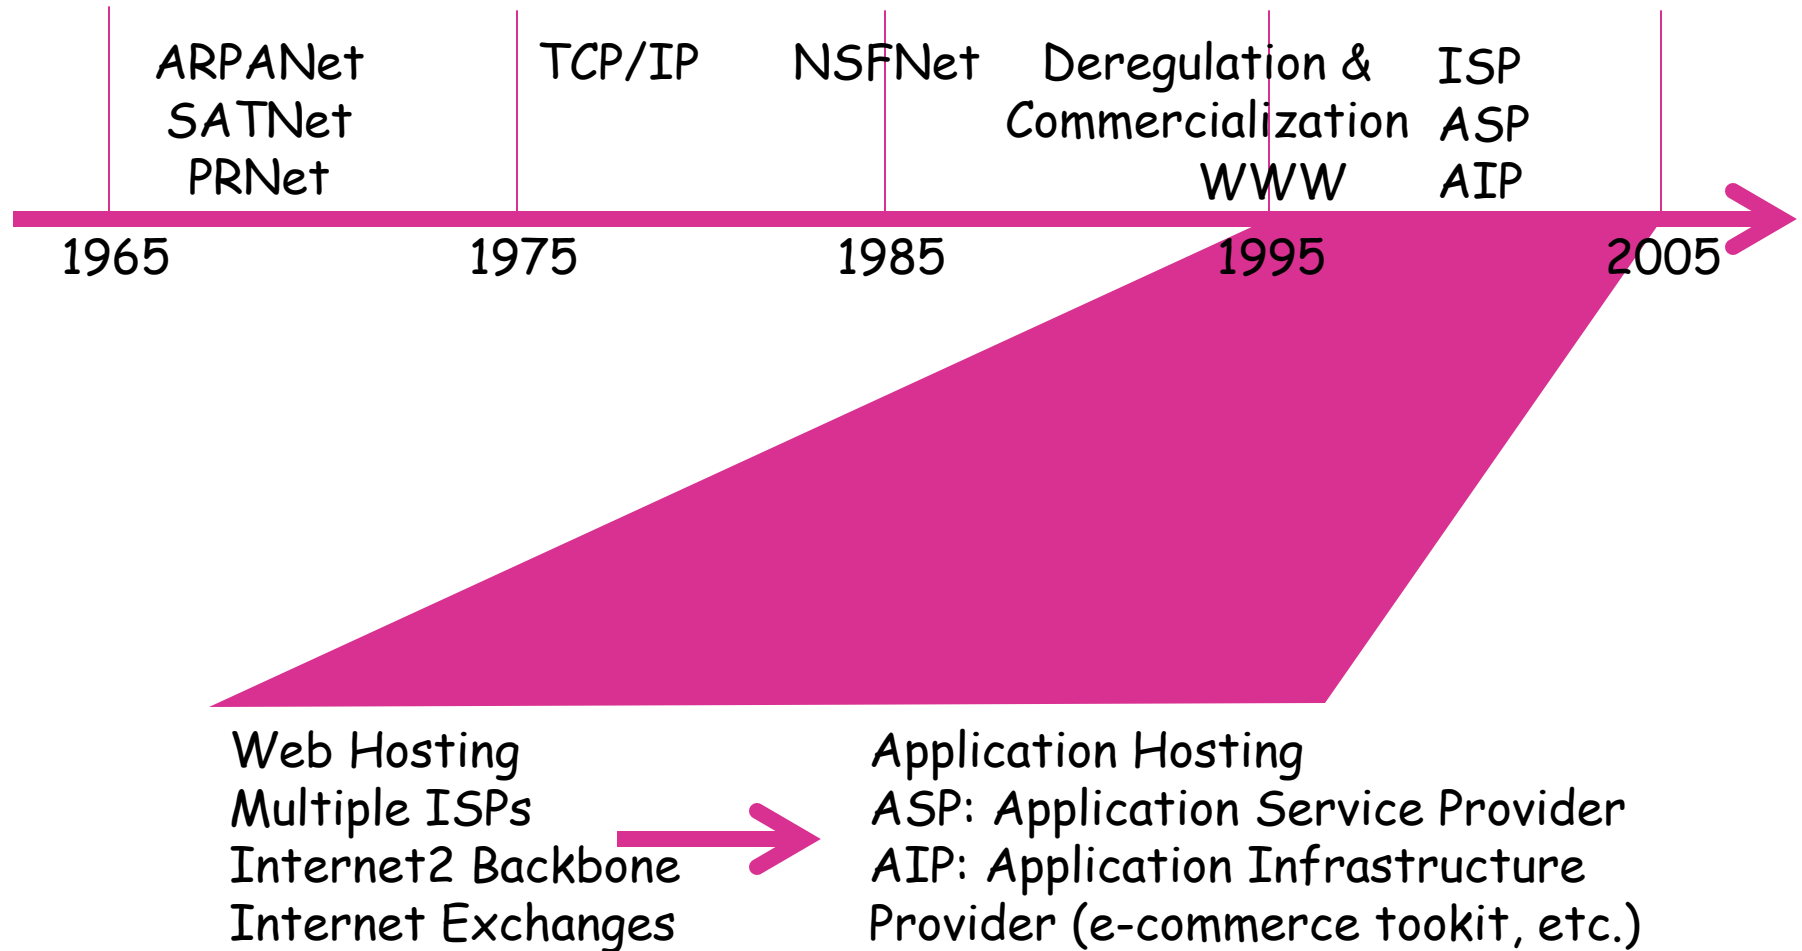 ARPANet
SATNet
PRNet
TCP/IP
NSFNet
Deregulation &
Commercialization
WWW
ISP
ASP
AIP
1965
1975
1985
1995
2005
Web Hosting
Multiple ISPs
Internet2 Backbone
Internet Exchanges
Application Hosting
ASP: Application Service Provider
AIP: Application Infrastructure
Provider (e-commerce tookit, etc.)